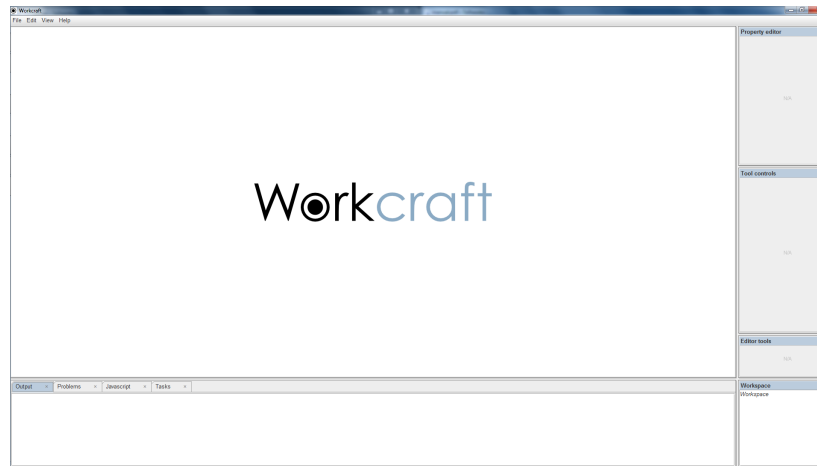 Workcraft
File Edit View Help
Property editor
N/A
Tool controls
N/A
Workcraft
Editor tools
N/A
Output × Problems × Javascript × Tasks ×
Workspace
Workspace